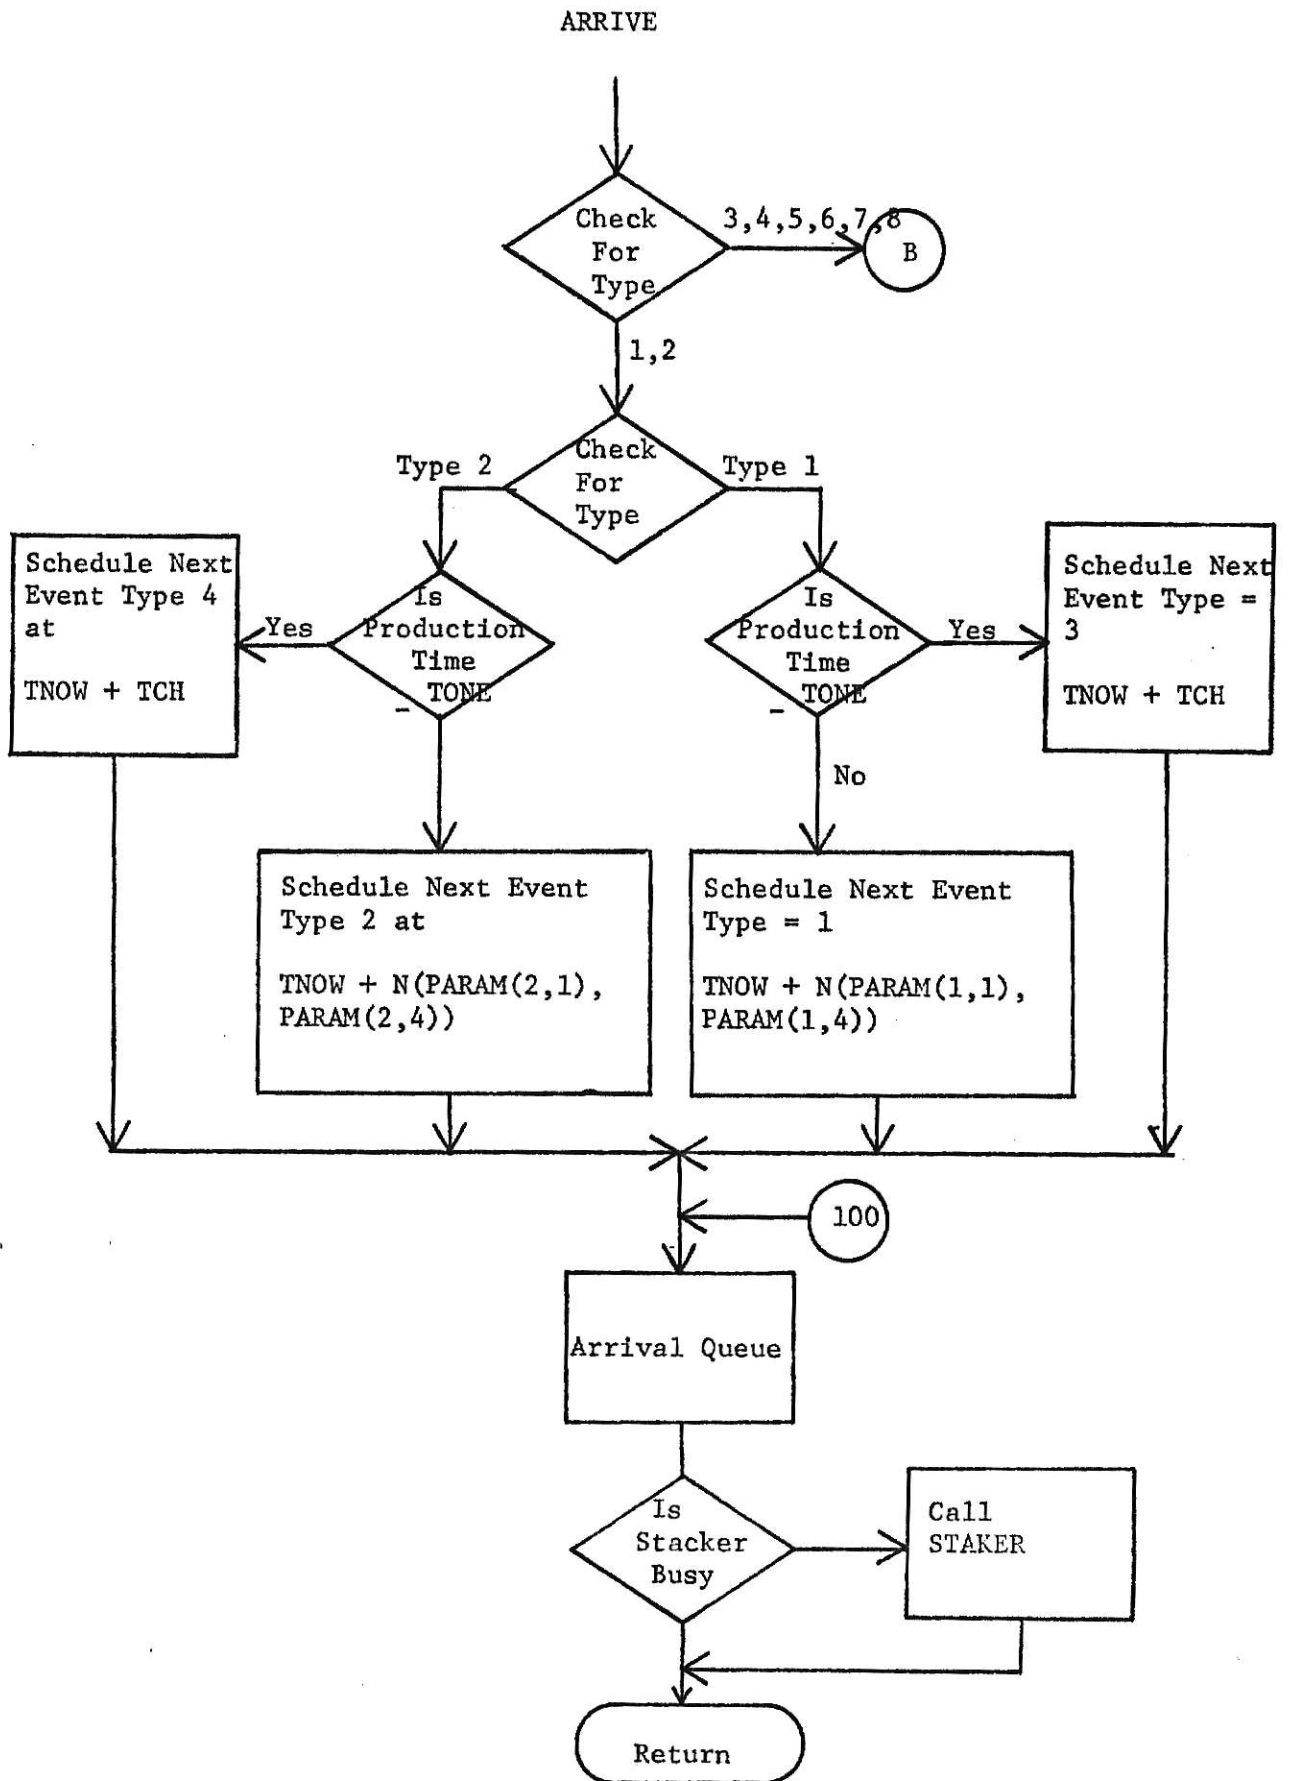 ARRIVE
3,4,5,6,7,8
Check
For
Type
B
1,2
Type 2
Check
For
Type
Type 1
Schedule Next
Event Type 4
at
TNOW + TCH
Yes
Is
Production
Time
_ TONE
Is
Production
Time
_ TONE
Yes
Schedule Next
Event Type =
3
TNOW + TCH
No
Schedule Next Event
Type 2 at
TNOW + N(PARAM(2,1),
PARAM(2,4))
Schedule Next Event
Type = 1
TNOW + N(PARAM(1,1),
PARAM(1,4))
100
Arrival Queue
Is
Stacker
Busy
Call
STAKER
Return